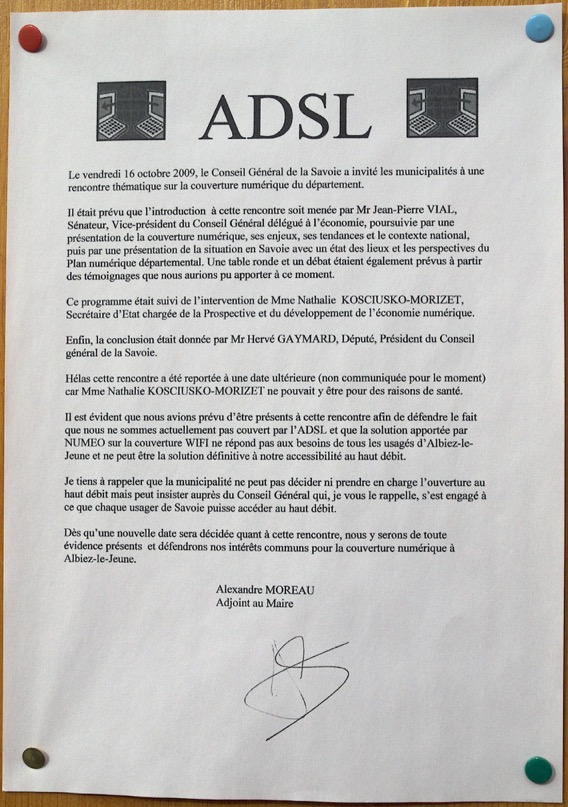 ADSL
Le vendredi 16 octobre 2009, le Conseil Général de la Savoie a invité les municipalités à une
rencontre thématique sur la couverture numérique du département.
Il était prévu que l'introduction à cette rencontre soit menée par Mr Jean-Pierre VIAL,
Sénateur, Vice-président du Conseil Général délégué à l'économie, poursuivie par une
présentation de la couverture numérique, ses enjeux, ses tendances et le contexte national,
puis par une présentation de la situation en Savoie avec un état des lieux et les perspectives du
Plan numérique départemental. Une table ronde et un débat étaient également prévus à partir
des témoignages que nous aurions pu apporter à ce moment.
Ce programme était suivi de l'intervention de Mme Nathalie KOSCIUSKO-MORIZET,
Secrétaire d'Etat chargée de la Prospective et du développement de l'économie numérique.
Enfin, la conclusion était donnée par Mr Hervé GAYMARD, Député, Président du Conseil
général de la Savoie.
Hélas cette rencontre a été reportée à une date ultérieure (non communiquée pour le moment)
car Mme Nathalie KOSCIUSKO-MORIZET ne pouvait y être pour des raisons de santé.
Il est évident que nous avions prévu d'être présents à cette rencontre afin de défendre le fait
que nous ne sommes actuellement pas couvert par l'ADSL et que la solution apportée par
NUMEO sur la couverture WIFI ne répond pas aux besoins de tous les usagés d'Albiez-le-
Jeune et ne peut être la solution définitive à notre accessibilité au haut débit.
Je tiens à rappeler que la municipalité ne peut pas décider ni prendre en charge l'ouverture au
haut débit mais peut insister auprès du Conseil Général qui, je vous le rappelle, s'est engagé à
ce que chaque usager de Savoie puisse accéder au haut débit.
Dès qu'une nouvelle date sera décidée quant à cette rencontre, nous y serons de toute
évidence présents et défendrons nos intérêts communs pour la couverture numérique à
Albiez-le-Jeune.
Alexandre MOREAU
Adjoint au Maire